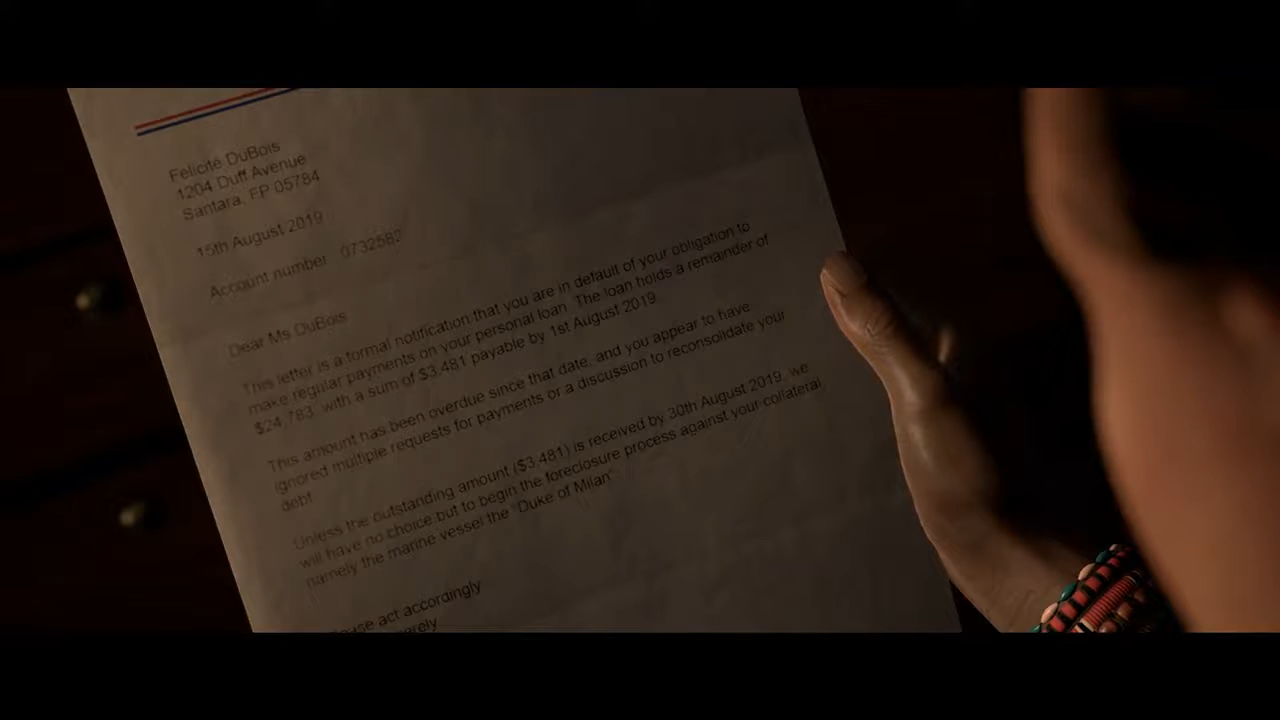 Felicité DuBois
1204 Duff Avenue
Santara, FP 05784
15th August 2019
Account number 0732582
Dear Ms DuBois
This letter is a formal notification that you are in default of your obligation to
make regular payments on your personal loan. The loan holds a remainder of
$24,783, with a sum of $3,481 payable by 1st August 2019
This amount has been overdue since that date, and you appear to have
ignored multiple requests for payments or a discussion to reconsolidate your
debt
Unless the outstanding amount ($3,481) is received by 30th August 2019, we
will have no choice but to begin the foreclosure process against your collateral
namely the marine vessel the "Duke of Milan"
act accordingly